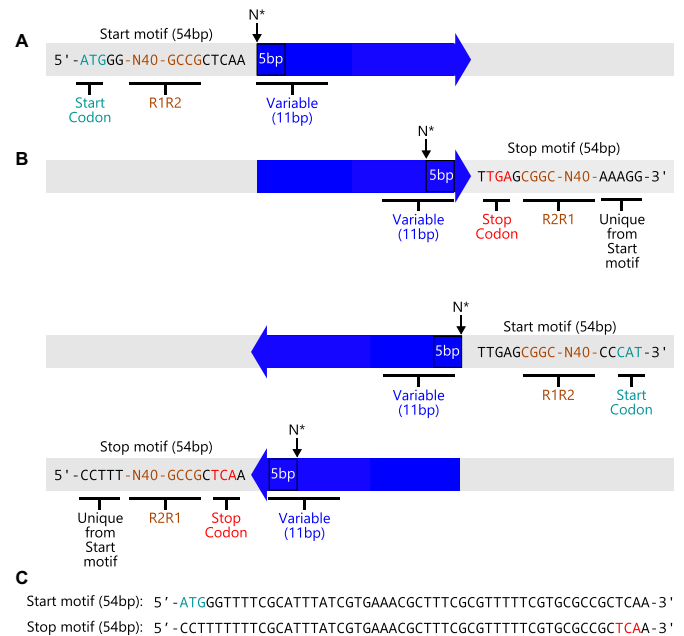 Start motif (54bp) N*
A
5'-ATGGG-N40-GCCGCTCAA 5bp
Start Codon R1R2 Variable (11bp)
B
N* Stop motif (54bp)
5bp TTGAGCGGC-N40-AAAGG-3'
Variable (11bp) Stop Codon R2R1 Unique from Start motif
N* Start motif (54bp)
5bp TTGAGCGGC-N40-CCCAT-3'
Variable (11bp) R1R2 Start Codon
Stop motif (54bp) N*
5'-CCTTT-N40-GCCGCTCAA 5bp
Unique from Start motif R2R1 Stop Codon Variable (11bp)
C
Start motif (54bp): 5’-ATGGGTTTTCGCATTTATCGTGAAACGCTTTCGCGTTTTTCGTGCGCCGCTCAA-3'
Stop motif (54bp): 5’-CCTTTTTTCGCATTTATCGTGAAACGCTTTCGCGTTTTTCGTGCGCCGCTCAA-3'